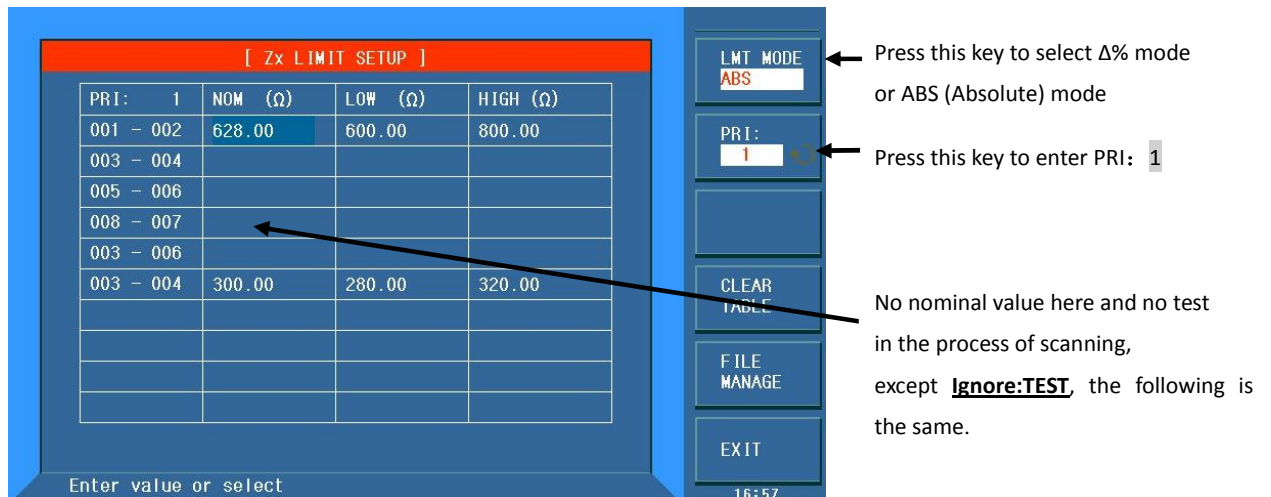 [ Zx LIMIT SETUP ]
PRI: 1 NOM (Ω) LOW (Ω) HIGH (Ω)
001 - 002 628.00 600.00 800.00
003 - 004
005 - 006
008 - 007
003 - 006
003 - 004 300.00 280.00 320.00
Enter value or select
LMT MODE
ABS
PRI:
1
CLEAR
TABLE
FILE
MANAGE
EXIT
16:57
Press this key to select Δ% mode
or ABS (Absolute) mode
Press this key to enter PRI：1
No nominal value here and no test
in the process of scanning,
except Ignore:TEST, the following is
the same.